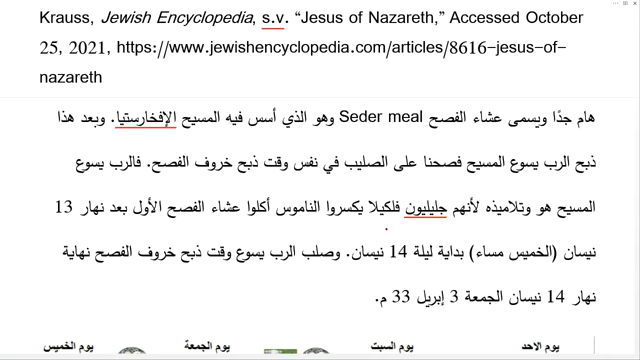 Krauss, Jewish Encyclopedia, s.v. “Jesus of Nazareth,” Accessed October
25, 2021, https://www.jewishencyclopedia.com/articles/8616-jesus-of-
nazareth
هام جدًا ويسمى عشاء الفصح Seder meal وهو الذي أسس فيه المسيح الإفخارستيا. وبعد هذا
ذبح الرب يسوع المسيح فصحنا على الصليب في نفس وقت ذبح خروف الفصح. فالرب يسوع
المسيح هو وتلاميذه لأنهم جليليون فلكيلا يكسروا الناموس أكلوا عشاء الفصح الأول بعد نهار 13
نيسان (الخميس مساء) بداية ليلة 14 نيسان. وصلب الرب يسوع وقت ذبح خروف الفصح نهاية
نهار 14 نيسان الجمعة 3 إبريل 33 م.
يوم الاحد يوم السبت يوم الجمعة يوم الخميس